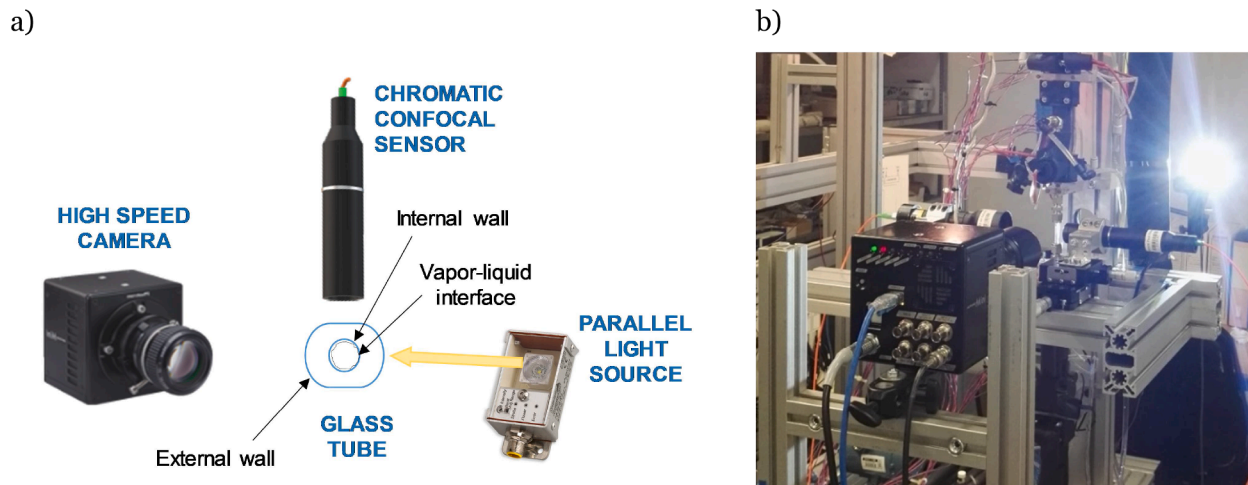 a)
b)
CHROMATIC
CONFOCAL
SENSOR
HIGH SPEED
CAMERA
Internal wall
Vapor-liquid
interface
PARALLEL
LIGHT
SOURCE
GLASS
TUBE
External wall